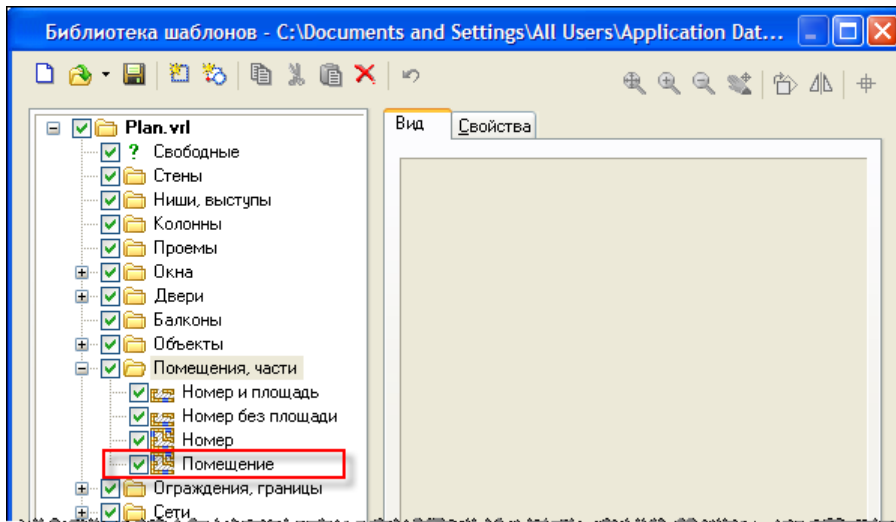 Библиотека шаблонов - C:\Documents and Settings\All Users\Application Dat...
Вид Свойства
Plan.vrl
? Свободные
Стены
Ниши, выступы
Колонны
Проемы
Окна
Двери
Балконы
Объекты
Помещения, части
Номер и площадь
Номер без площади
Номер
Помещение
Ограждения, границы
Сети